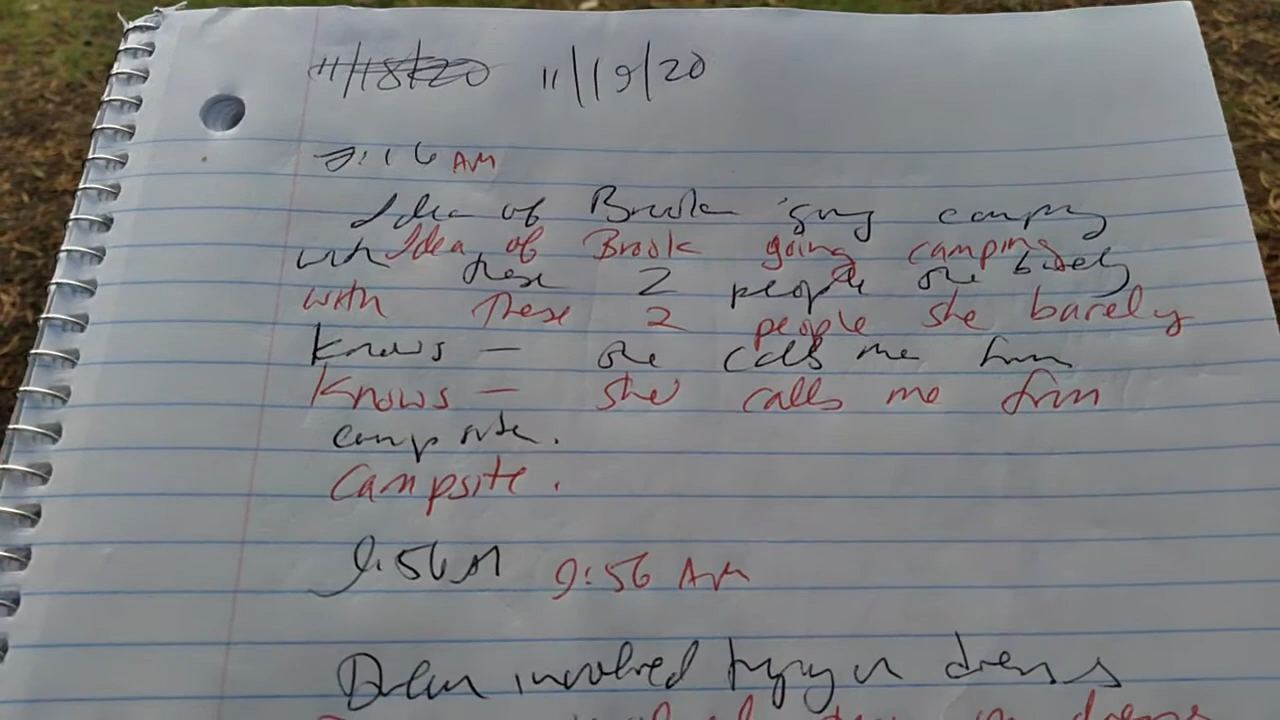 11/18/20 11/19/20
:16 AM
Idea of Brook going camping
Idea of Brook going camping
with these 2 people she barely
with these 2 people she barely
knows — she calls me from
Knows — she calls me from
campsite.
Campsite.
9:56 AM 9:56 AM
Dream involved trying on dress
involved